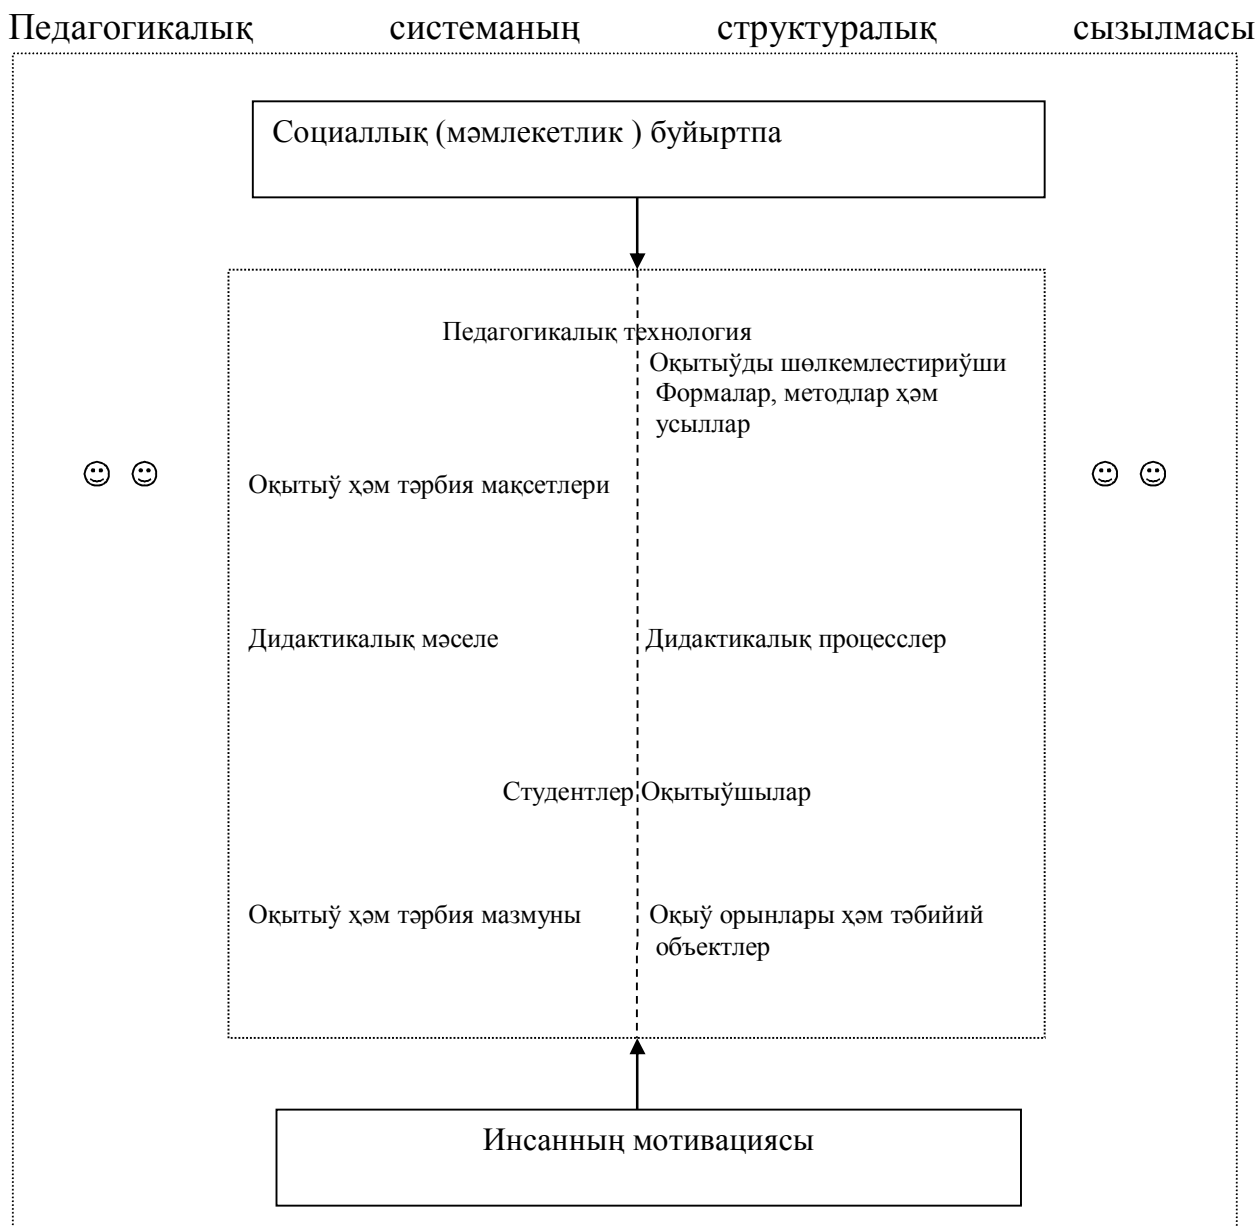 Педагогикалық системаның структуралық сызылмасы
Социаллық (мәмлекетлик ) буйыртпа
Педагогикалық технология
Оқытыўды шөлкемлестириўши
Формалар, методлар ҳәм
усыллар
Оқытыў ҳәм тәрбия мақсетлери
Дидактикалық мәселе
Дидактикалық процесслер
Студентлер Оқытыўшылар
Оқытыў ҳәм тәрбия мазмуны
Оқыў орынлары ҳәм тәбийий
объектлер
Инсанның мотивациясы